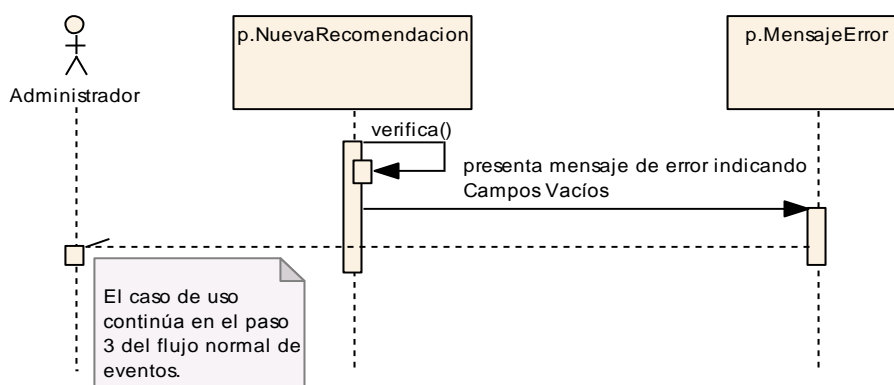 p.NuevaRecomendacion
p.MensajeError
Administrador
verifica()
presenta mensaje de error indicando
Campos Vacíos
El caso de uso
continúa en el paso
3 del flujo normal de
eventos.